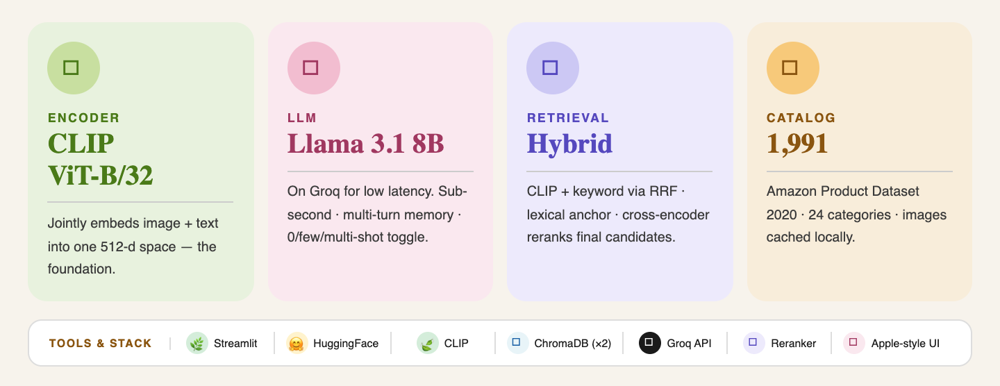 ENCODER
CLIP
ViT-B/32
Jointly embeds image + text
into one 512-d space — the
foundation.
LLM
Llama 3.1 8B
On Groq for low latency. Sub-
second · multi-turn memory ·
0/few/multi-shot toggle.
RETRIEVAL
Hybrid
CLIP + keyword via RRF ·
lexical anchor · cross-encoder
reranks final candidates.
CATALOG
1,991
Amazon Product Dataset
2020 · 24 categories · images
cached locally.
TOOLS & STACK
Streamlit
HuggingFace
CLIP
ChromaDB (×2)
Groq API
Reranker
Apple-style UI